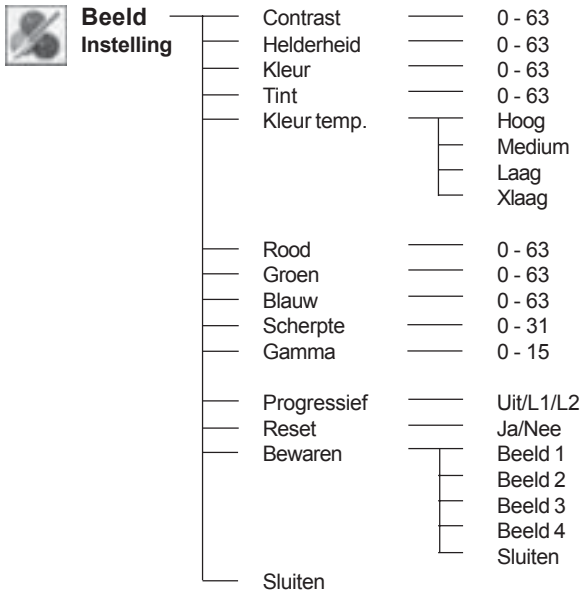 Beeld Contrast 0 - 63
Instelling Helderheid 0 - 63
Kleur 0 - 63
Tint 0 - 63
Kleur temp. Hoog
Medium
Laag
Xlaag
Rood 0 - 63
Groen 0 - 63
Blauw 0 - 63
Scherpte 0 - 31
Gamma 0 - 15
Progressief Uit/L1/L2
Reset Ja/Nee
Bewaren Beeld 1
Beeld 2
Beeld 3
Beeld 4
Sluiten
Sluiten